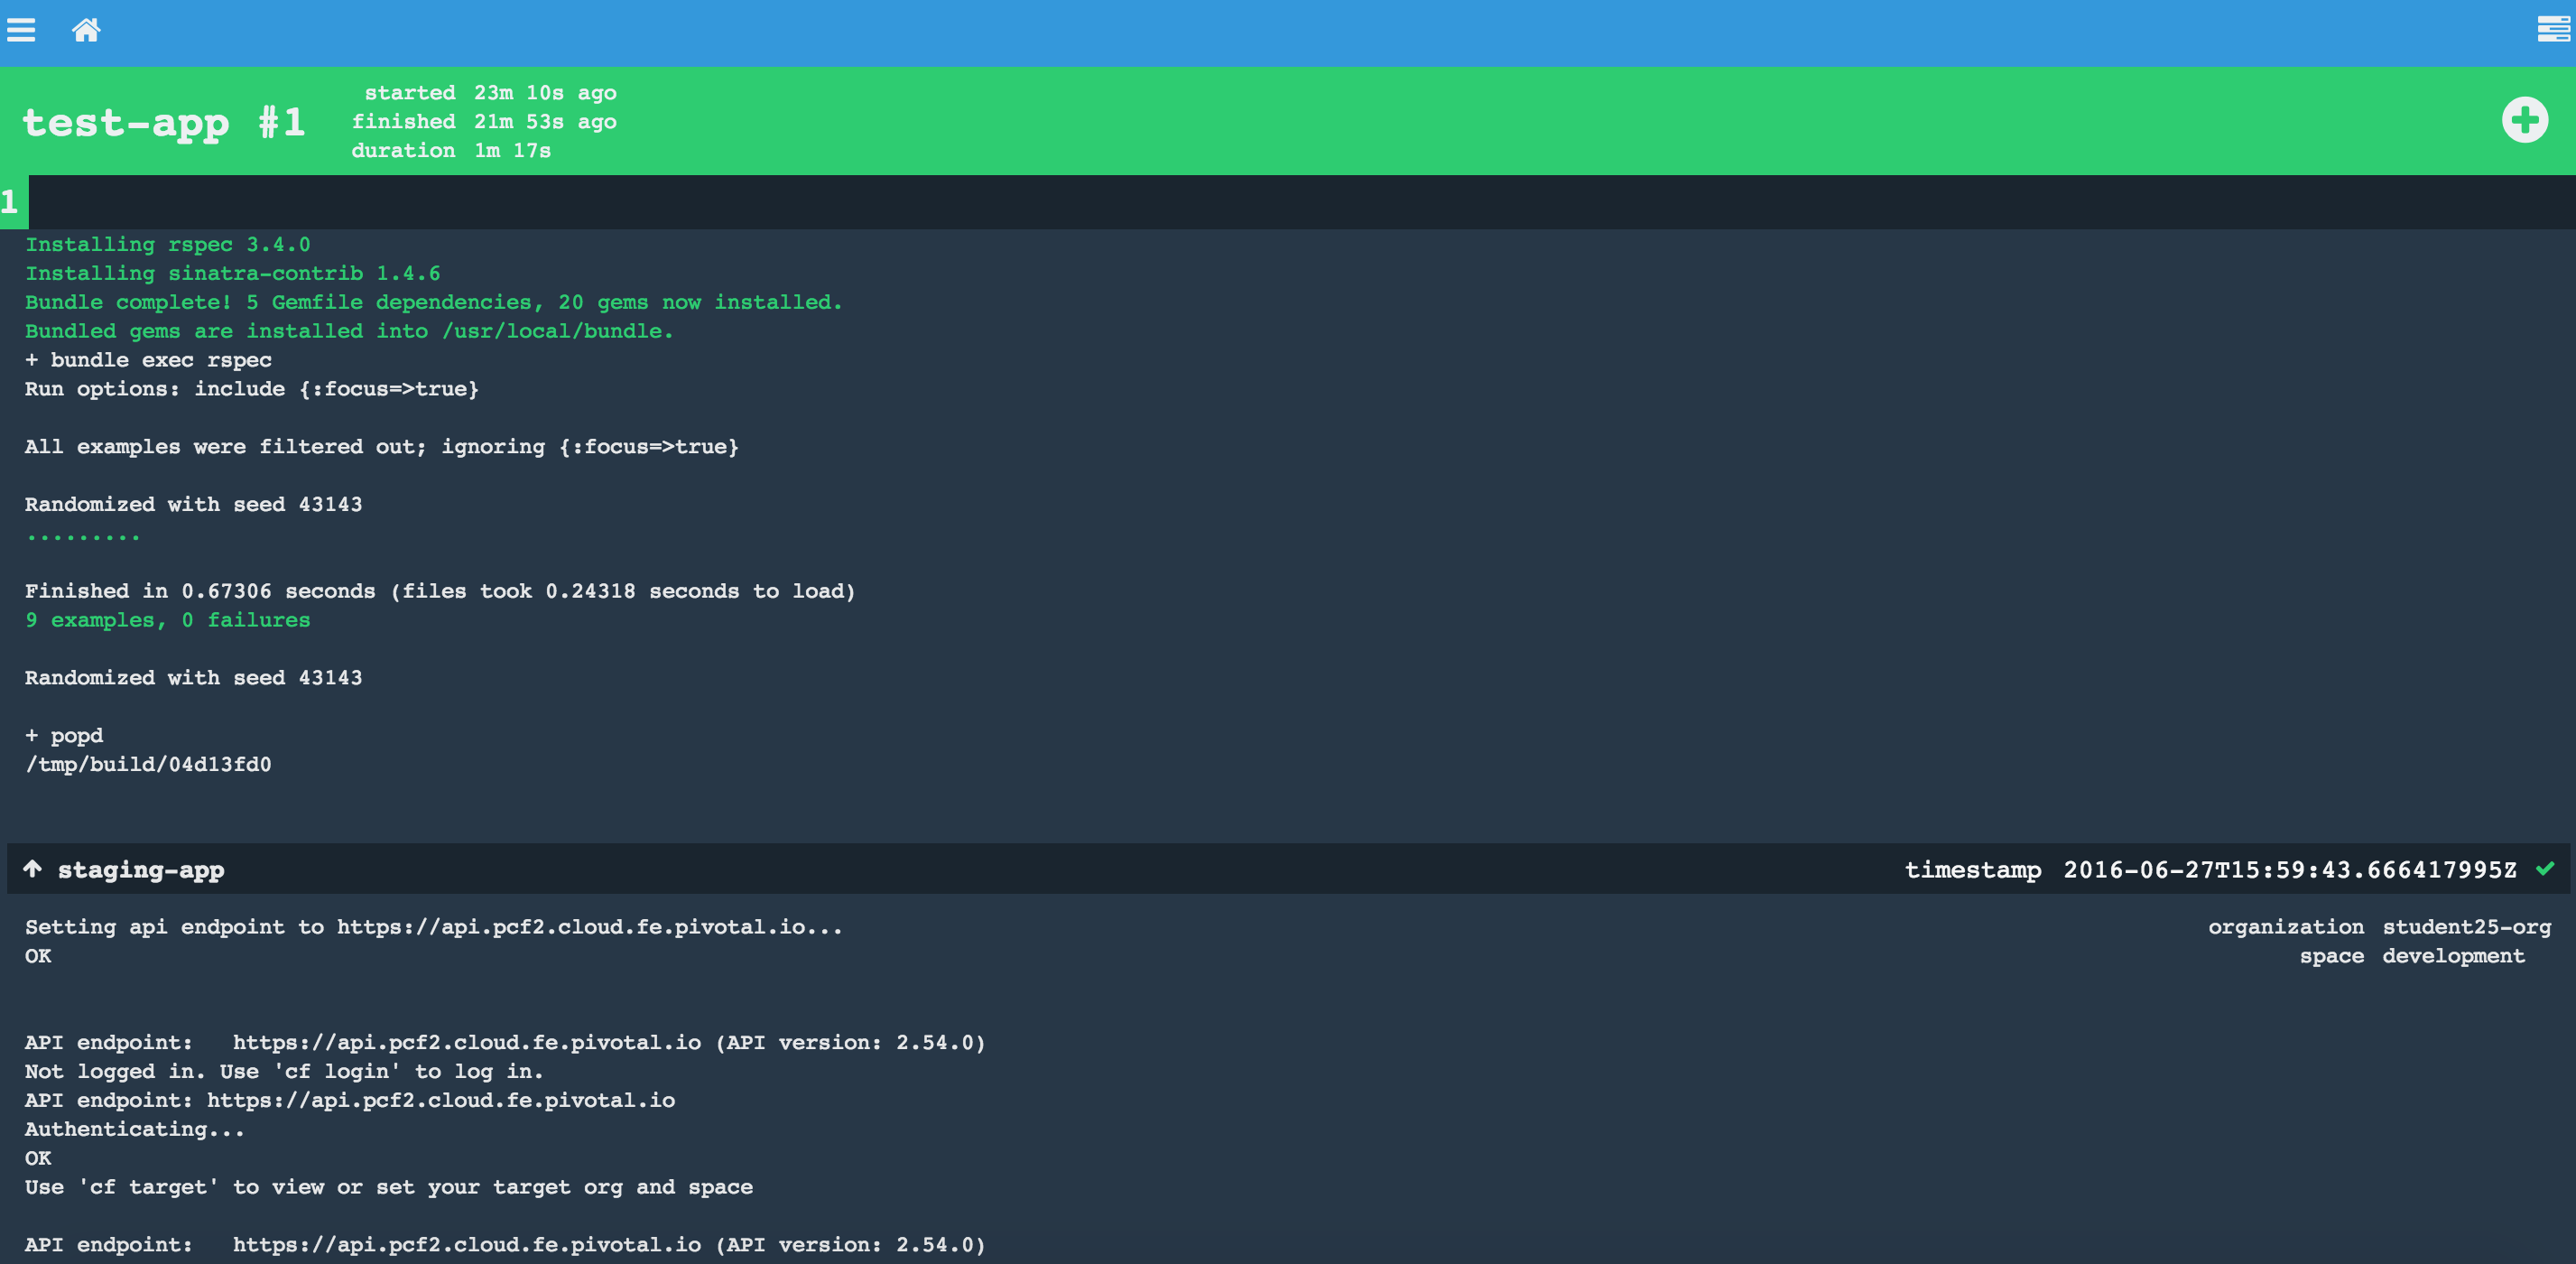 test-app #1
started 23m 10s ago
finished 21m 53s ago
duration 1m 17s
1
Installing rspec 3.4.0
Installing sinatra-contrib 1.4.6
Bundle complete! 5 Gemfile dependencies, 20 gems now installed.
Bundled gems are installed into /usr/local/bundle.
+ bundle exec rspec
Run options: include {:focus=>true}
All examples were filtered out; ignoring {:focus=>true}
Randomized with seed 43143
.........
Finished in 0.67306 seconds (files took 0.24318 seconds to load)
9 examples, 0 failures
Randomized with seed 43143
+ popd
/tmp/build/04d13fd0
staging-app timestamp 2016-06-27T15:59:43.666417995Z
Setting api endpoint to https://api.pcf2.cloud.fe.pivotal.io... organization student25-org
OK space development
API endpoint:   https://api.pcf2.cloud.fe.pivotal.io (API version: 2.54.0)
Not logged in. Use 'cf login' to log in.
API endpoint: https://api.pcf2.cloud.fe.pivotal.io
Authenticating...
OK
Use 'cf target' to view or set your target org and space
API endpoint:   https://api.pcf2.cloud.fe.pivotal.io (API version: 2.54.0)